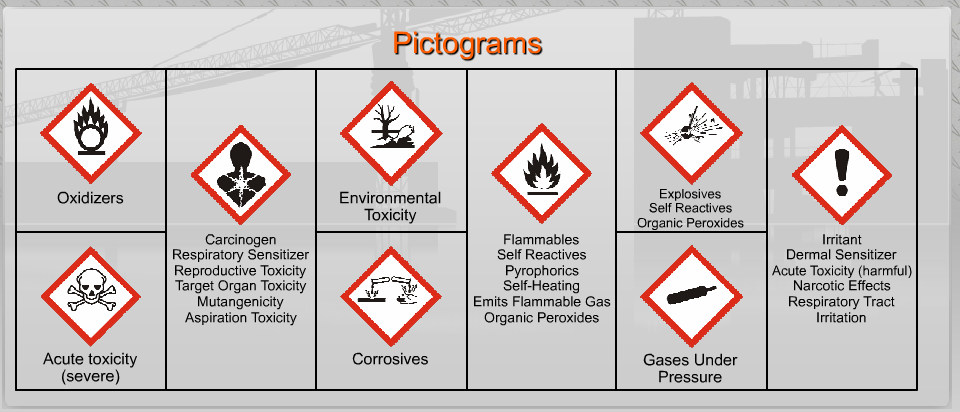 Pictograms
Oxidizers
Acute toxicity
(severe)
Carcinogen
Respiratory Sensitizer
Reproductive Toxicity
Target Organ Toxicity
Mutangenicity
Aspiration Toxicity
Environmental
Toxicity
Corrosives
Flammables
Self Reactives
Pyrophorics
Self-Heating
Emits Flammable Gas
Organic Peroxides
Explosives
Self Reactives
Organic Peroxides
Gases Under
Pressure
Irritant
Dermal Sensitizer
Acute Toxicity (harmful)
Narcotic Effects
Respiratory Tract
Irritation